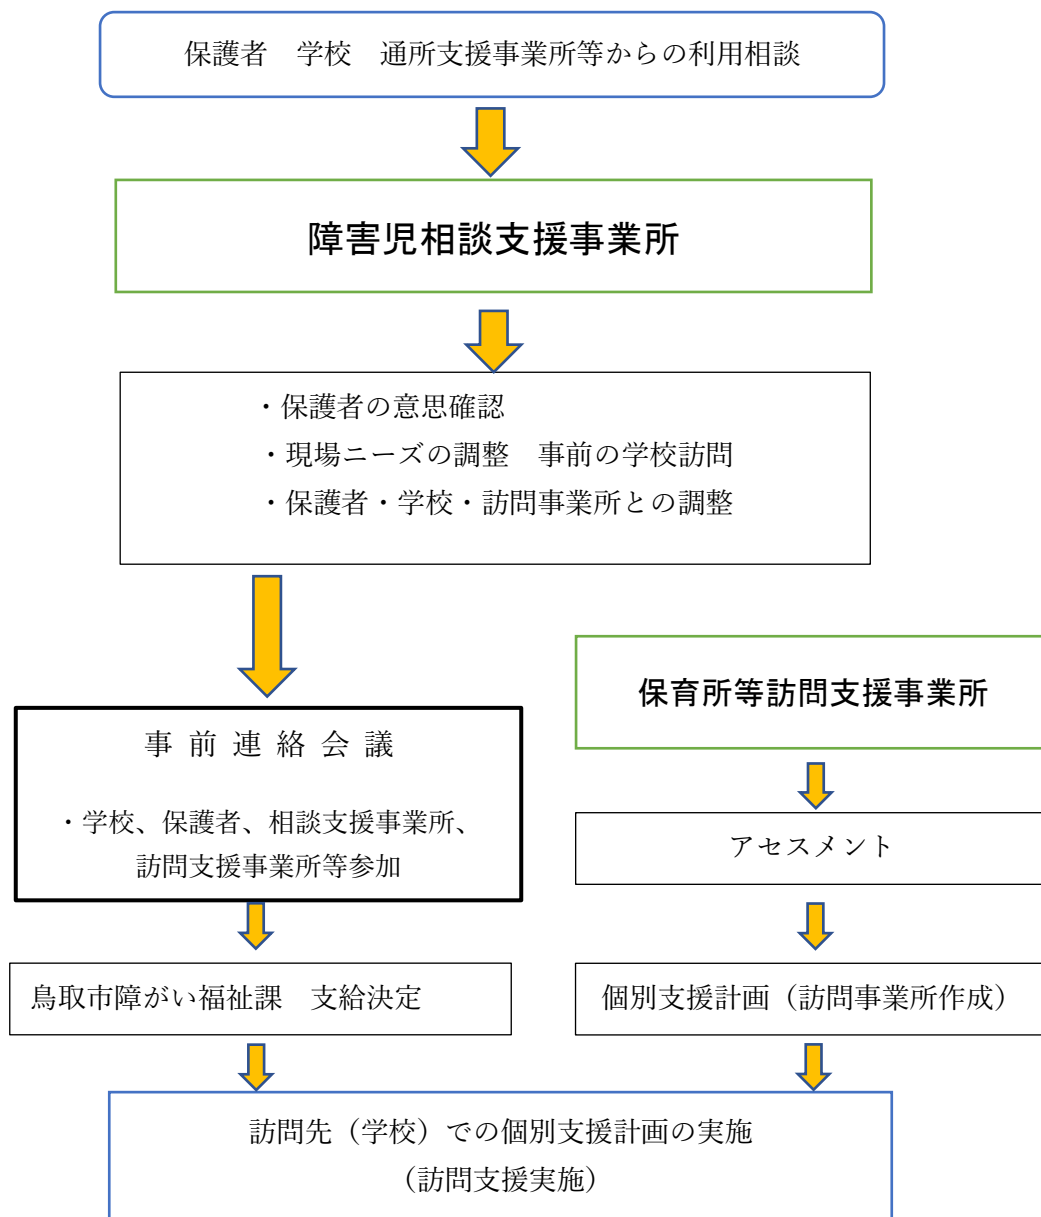 保護者　学校　通所支援事業所等からの利用相談
障害児相談支援事業所
・保護者の意思確認
・現場ニーズの調整　事前の学校訪問
・保護者・学校・訪問事業所との調整
事 前 連 絡 会 議
・学校、保護者、相談支援事業所、
訪問支援事業所等参加
鳥取市障がい福祉課　支給決定
保育所等訪問支援事業所
アセスメント
個別支援計画（訪問事業所作成）
訪問先（学校）での個別支援計画の実施
（訪問支援実施）